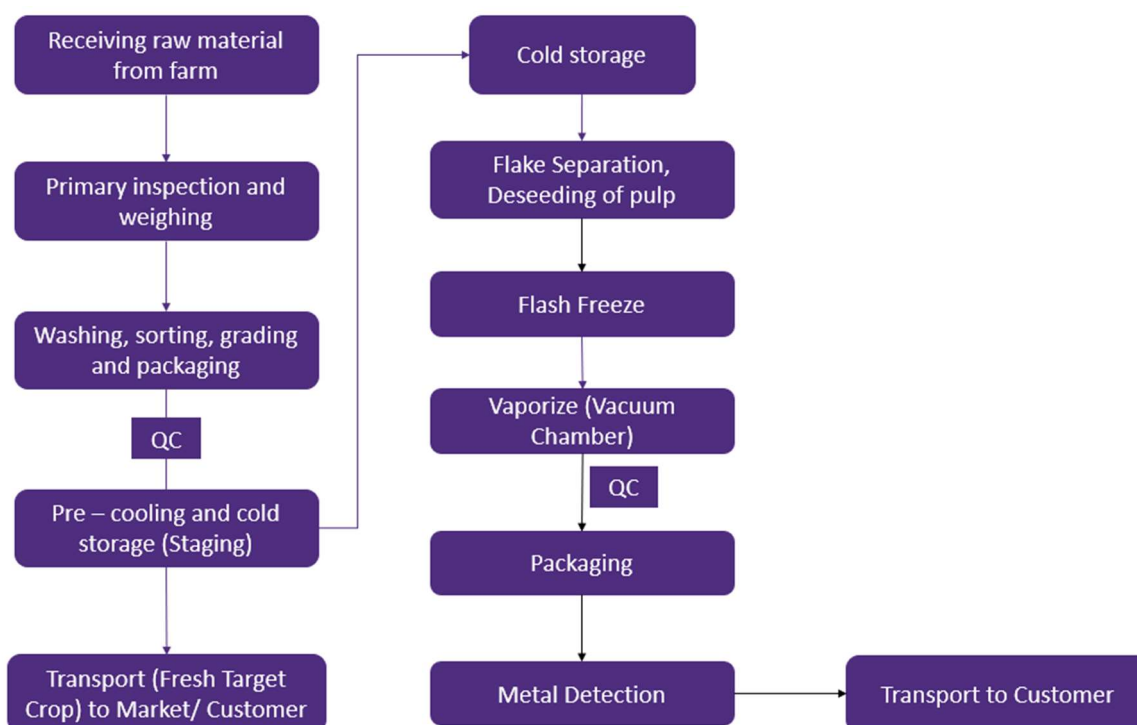 Receiving raw material
from farm
Primary inspection and
weighing
Washing, sorting, grading
and packaging
QC
Pre – cooling and cold
storage (Staging)
Transport (Fresh Target
Crop) to Market/ Customer
Cold storage
Flake Separation,
Deseeding of pulp
Flash Freeze
Vaporize (Vacuum
Chamber)
QC
Packaging
Metal Detection
Transport to Customer